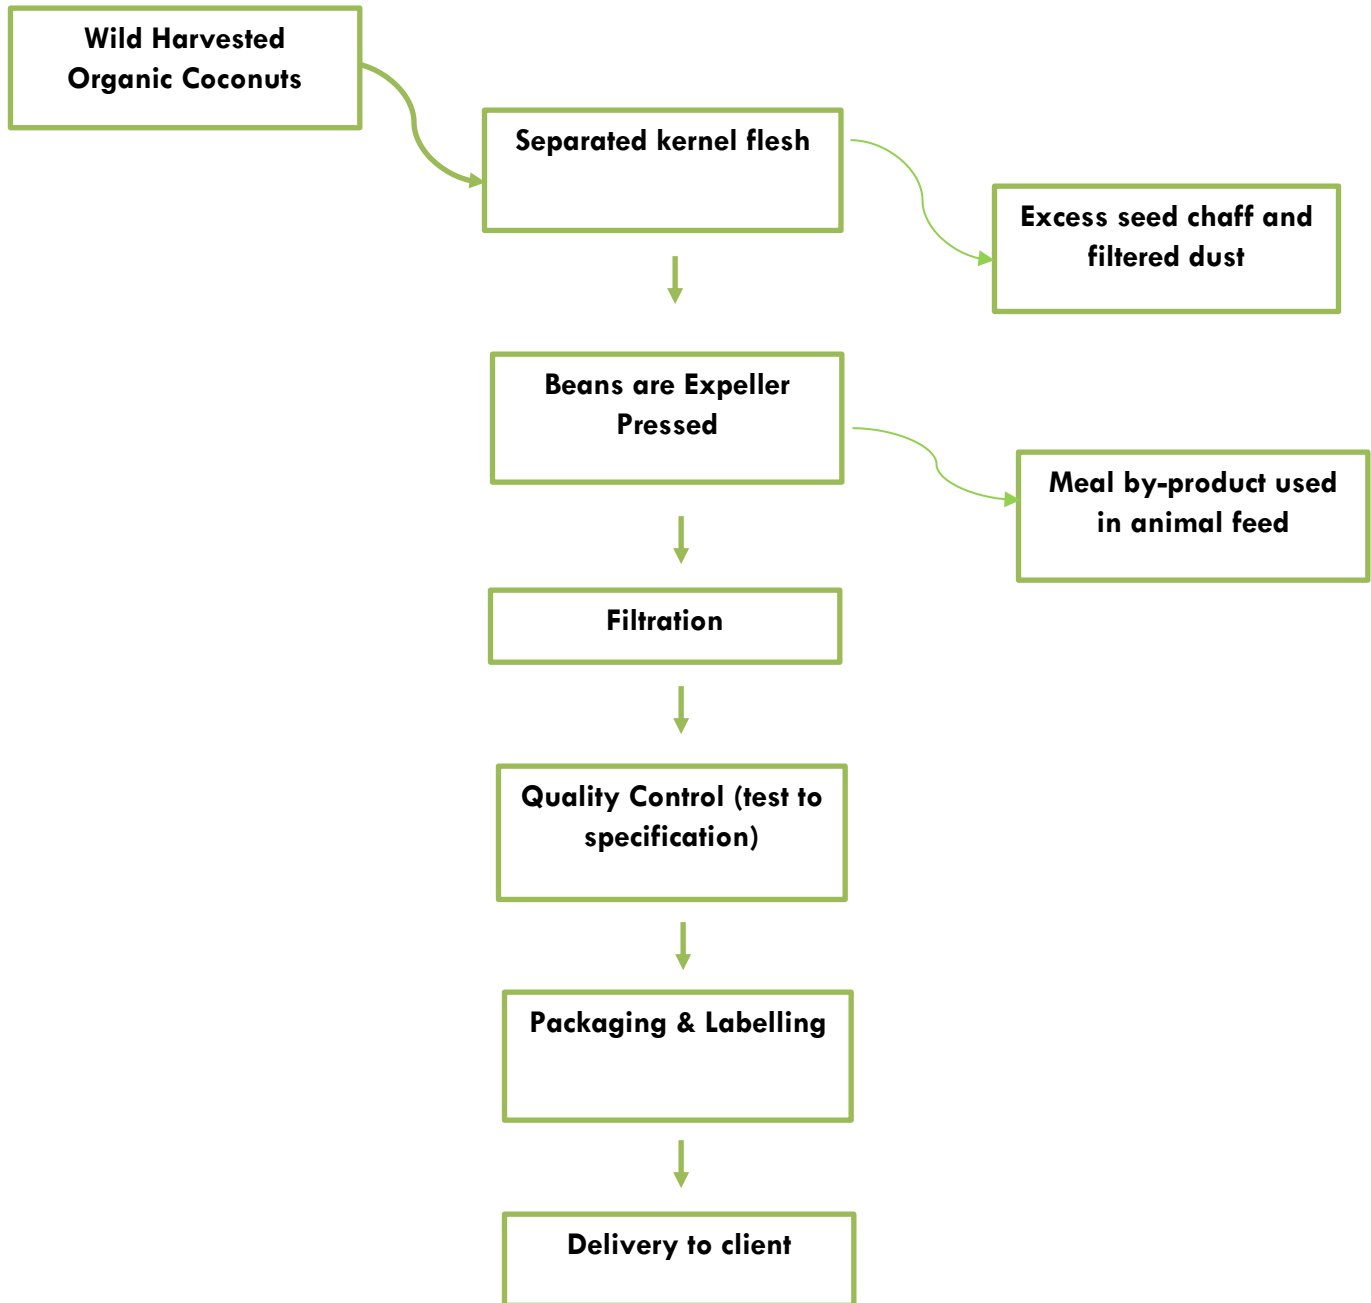 Wild Harvested
Organic Coconuts
Separated kernel flesh
Excess seed chaff and
filtered dust
Beans are Expeller
Pressed
Meal by-product used
in animal feed
Filtration
Quality Control (test to
specification)
Packaging & Labelling
Delivery to client